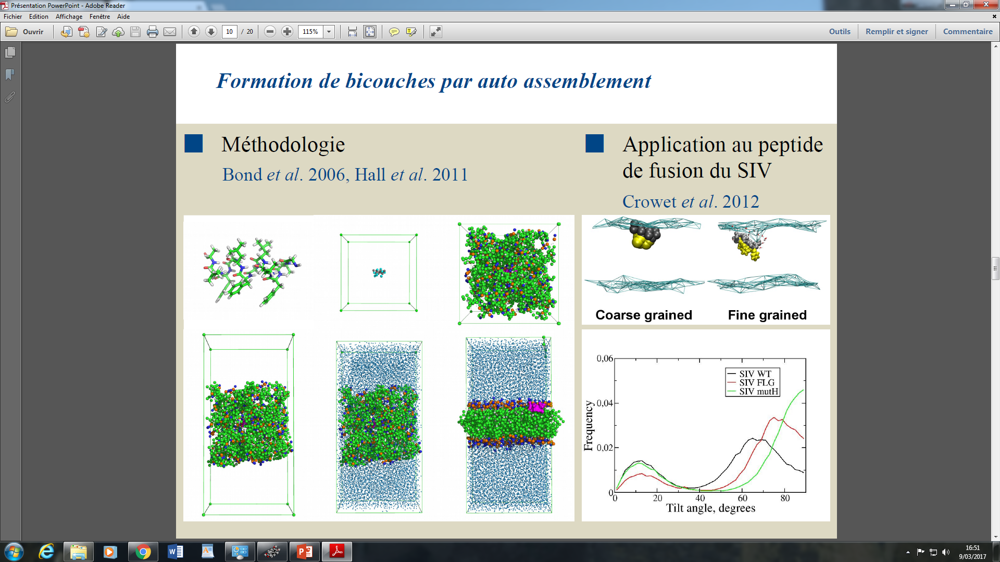 Présentation PowerPoint - Adobe Reader
Fichier Edition Affichage Fenêtre Aide
Ouvrir 10 / 20 115% Outils Remplir et signer Commentaire
Formation de bicouches par auto assemblement
Méthodologie
Bond et al. 2006, Hall et al. 2011
Application au peptide
de fusion du SIV
Crowet et al. 2012
Coarse grained Fine grained
0,06
0,04
0,02
0
Frequency
SIV WT
SIV FLG
SIV mutH
0 20 40 60 80
Tilt angle, degrees
16:51
9/03/2017